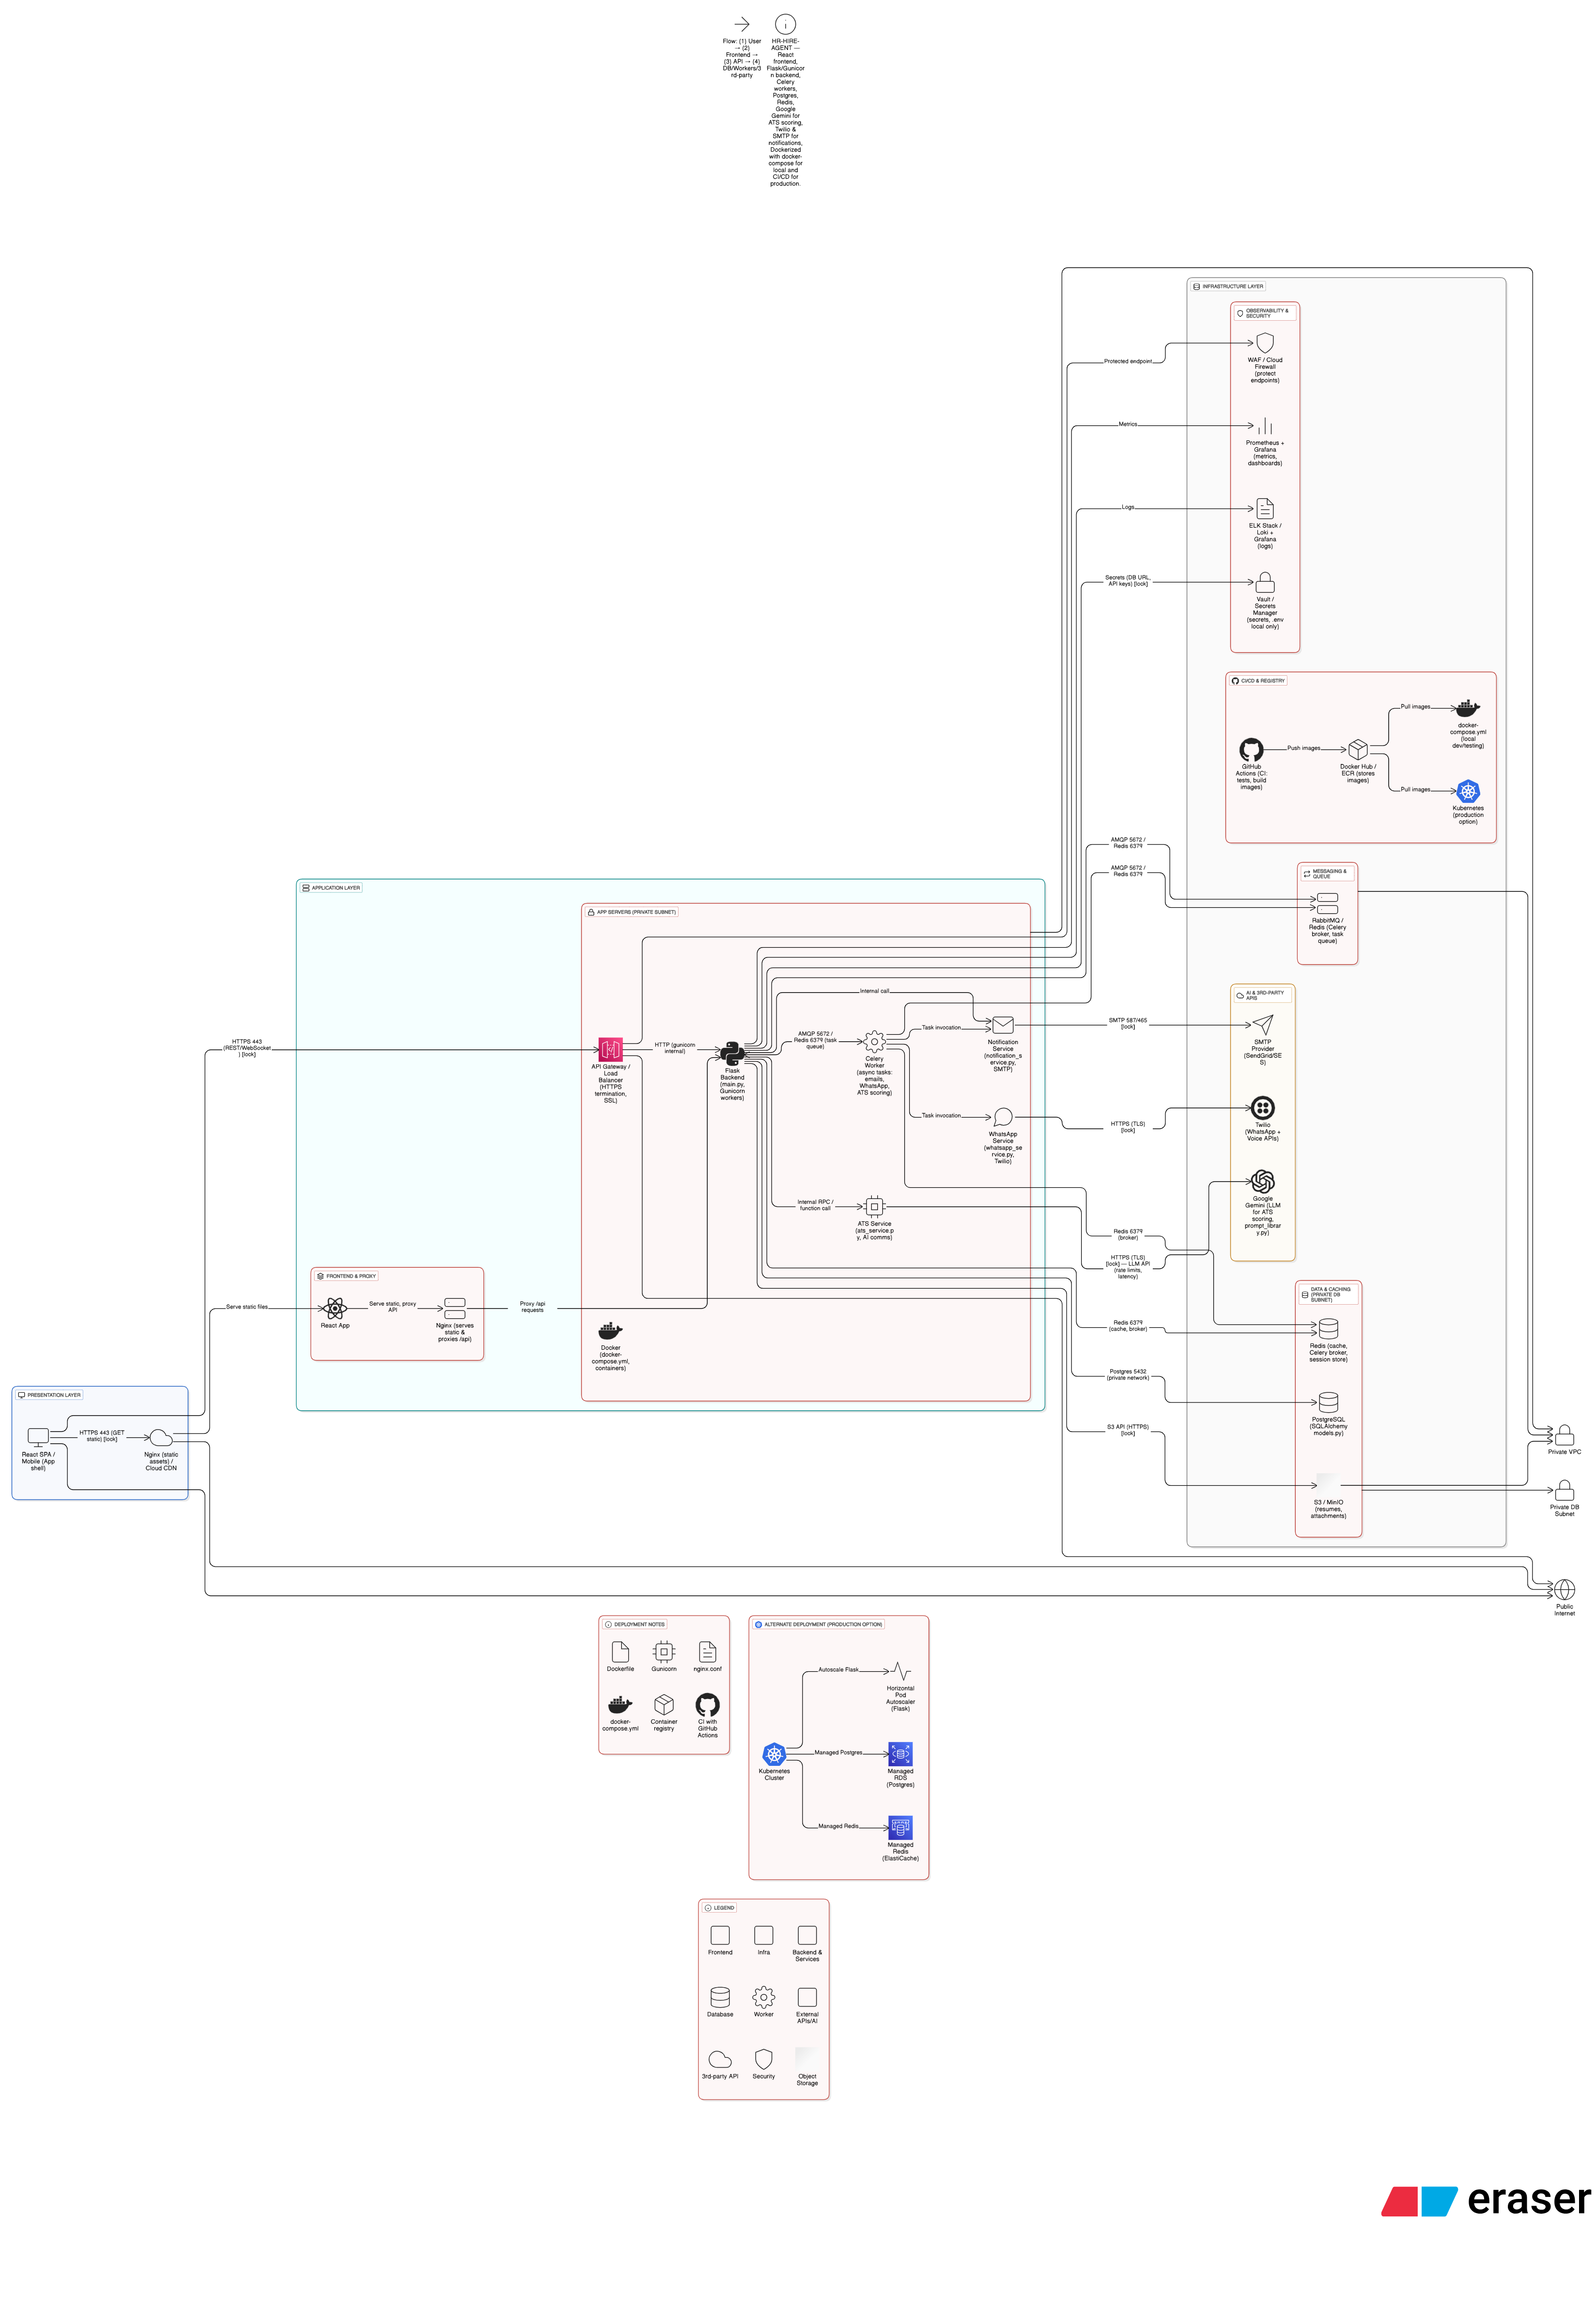 Flow: (1) User
→ (2)
Frontend →
(3) API → (4)
DB/Workers/3
rd-party
HR-HIRE-
AGENT —
React
frontend,
Flask/Gunicor
n backend,
Celery
workers,
Postgres,
Redis,
Google
Gemini for
ATS scoring,
Twilio &
SMTP for
notifications,
Dockerized
with docker-
compose for
local and
CI/CD for
production.
INFRASTRUCTURE LAYER
OBSERVABILITY &
SECURITY
Protected endpoint
WAF / Cloud
Firewall
(protect
endpoints)
Metrics
Prometheus +
Grafana
(metrics,
dashboards)
Logs
ELK Stack /
Loki +
Grafana
(logs)
Secrets (DB URL,
API keys) [lock]
Vault /
Secrets
Manager
(secrets, .env
local only)
CI/CD & REGISTRY
GitHub
Actions (CI:
tests, build
images)
Push images
Docker Hub /
ECR (stores
images)
Pull images
docker-
compose.yml
(local
dev/testing)
Pull images
Kubernetes
(production
option)
AMQP 5672 /
Redis 6379
AMQP 5672 /
Redis 6379
MESSAGING &
QUEUE
RabbitMQ /
Redis (Celery
broker, task
queue)
APPLICATION LAYER
APP SERVERS (PRIVATE SUBNET)
HTTPS 443
(REST/WebSocket
) [lock]
API Gateway /
Load
Balancer
(HTTPS
termination,
SSL)
HTTP (gunicorn
internal)
Flask
Backend
(main.py,
Gunicorn
workers)
Internal call
AMQP 5672 /
Redis 6379 (task
queue)
Celery
Worker
(async tasks:
emails,
WhatsApp,
ATS scoring)
Task invocation
Notification
Service
(notification_s
ervice.py,
SMTP)
Task invocation
WhatsApp
Service
(whatsapp_se
rvice.py,
Twilio)
Internal RPC /
function call
ATS Service
(ats_service.p
y, AI comms)
AI & 3RD-PARTY
APIS
SMTP 587/465
[lock]
SMTP
Provider
(SendGrid/SE
S)
HTTPS (TLS)
[lock]
Twilio
(WhatsApp +
Voice APIs)
Google
Gemini (LLM
for ATS
scoring,
prompt_librar
y.py)
Redis 6379
(broker)
HTTPS (TLS)
[lock] — LLM API
(rate limits,
latency)
FRONTEND & PROXY
Serve static files
React App
Serve static, proxy
API
Nginx (serves
static &
proxies /api)
Proxy /api
requests
Docker
(docker-
compose.yml,
containers)
DATA & CACHING
(PRIVATE DB
SUBNET)
Redis 6379
(cache, broker)
Redis (cache,
Celery broker,
session store)
Postgres 5432
(private network)
PostgreSQL
(SQLAlchemy
models.py)
S3 API (HTTPS)
[lock]
S3 / MinIO
(resumes,
attachments)
PRESENTATION LAYER
React SPA /
Mobile (App
shell)
HTTPS 443 (GET
static) [lock]
Nginx (static
assets) /
Cloud CDN
Private VPC
Private DB
Subnet
Public
Internet
DEPLOYMENT NOTES
Dockerfile
Gunicorn
nginx.conf
docker-
compose.yml
Container
registry
CI with
GitHub
Actions
ALTERNATE DEPLOYMENT (PRODUCTION OPTION)
Kubernetes
Cluster
Autoscale Flask
Horizontal
Pod
Autoscaler
(Flask)
Managed Postgres
Managed
RDS
(Postgres)
Managed Redis
Managed
Redis
(ElastiCache)
LEGEND
Frontend
Infra
Backend &
Services
Database
Worker
External
APIs/AI
3rd-party API
Security
Object
Storage
eraser